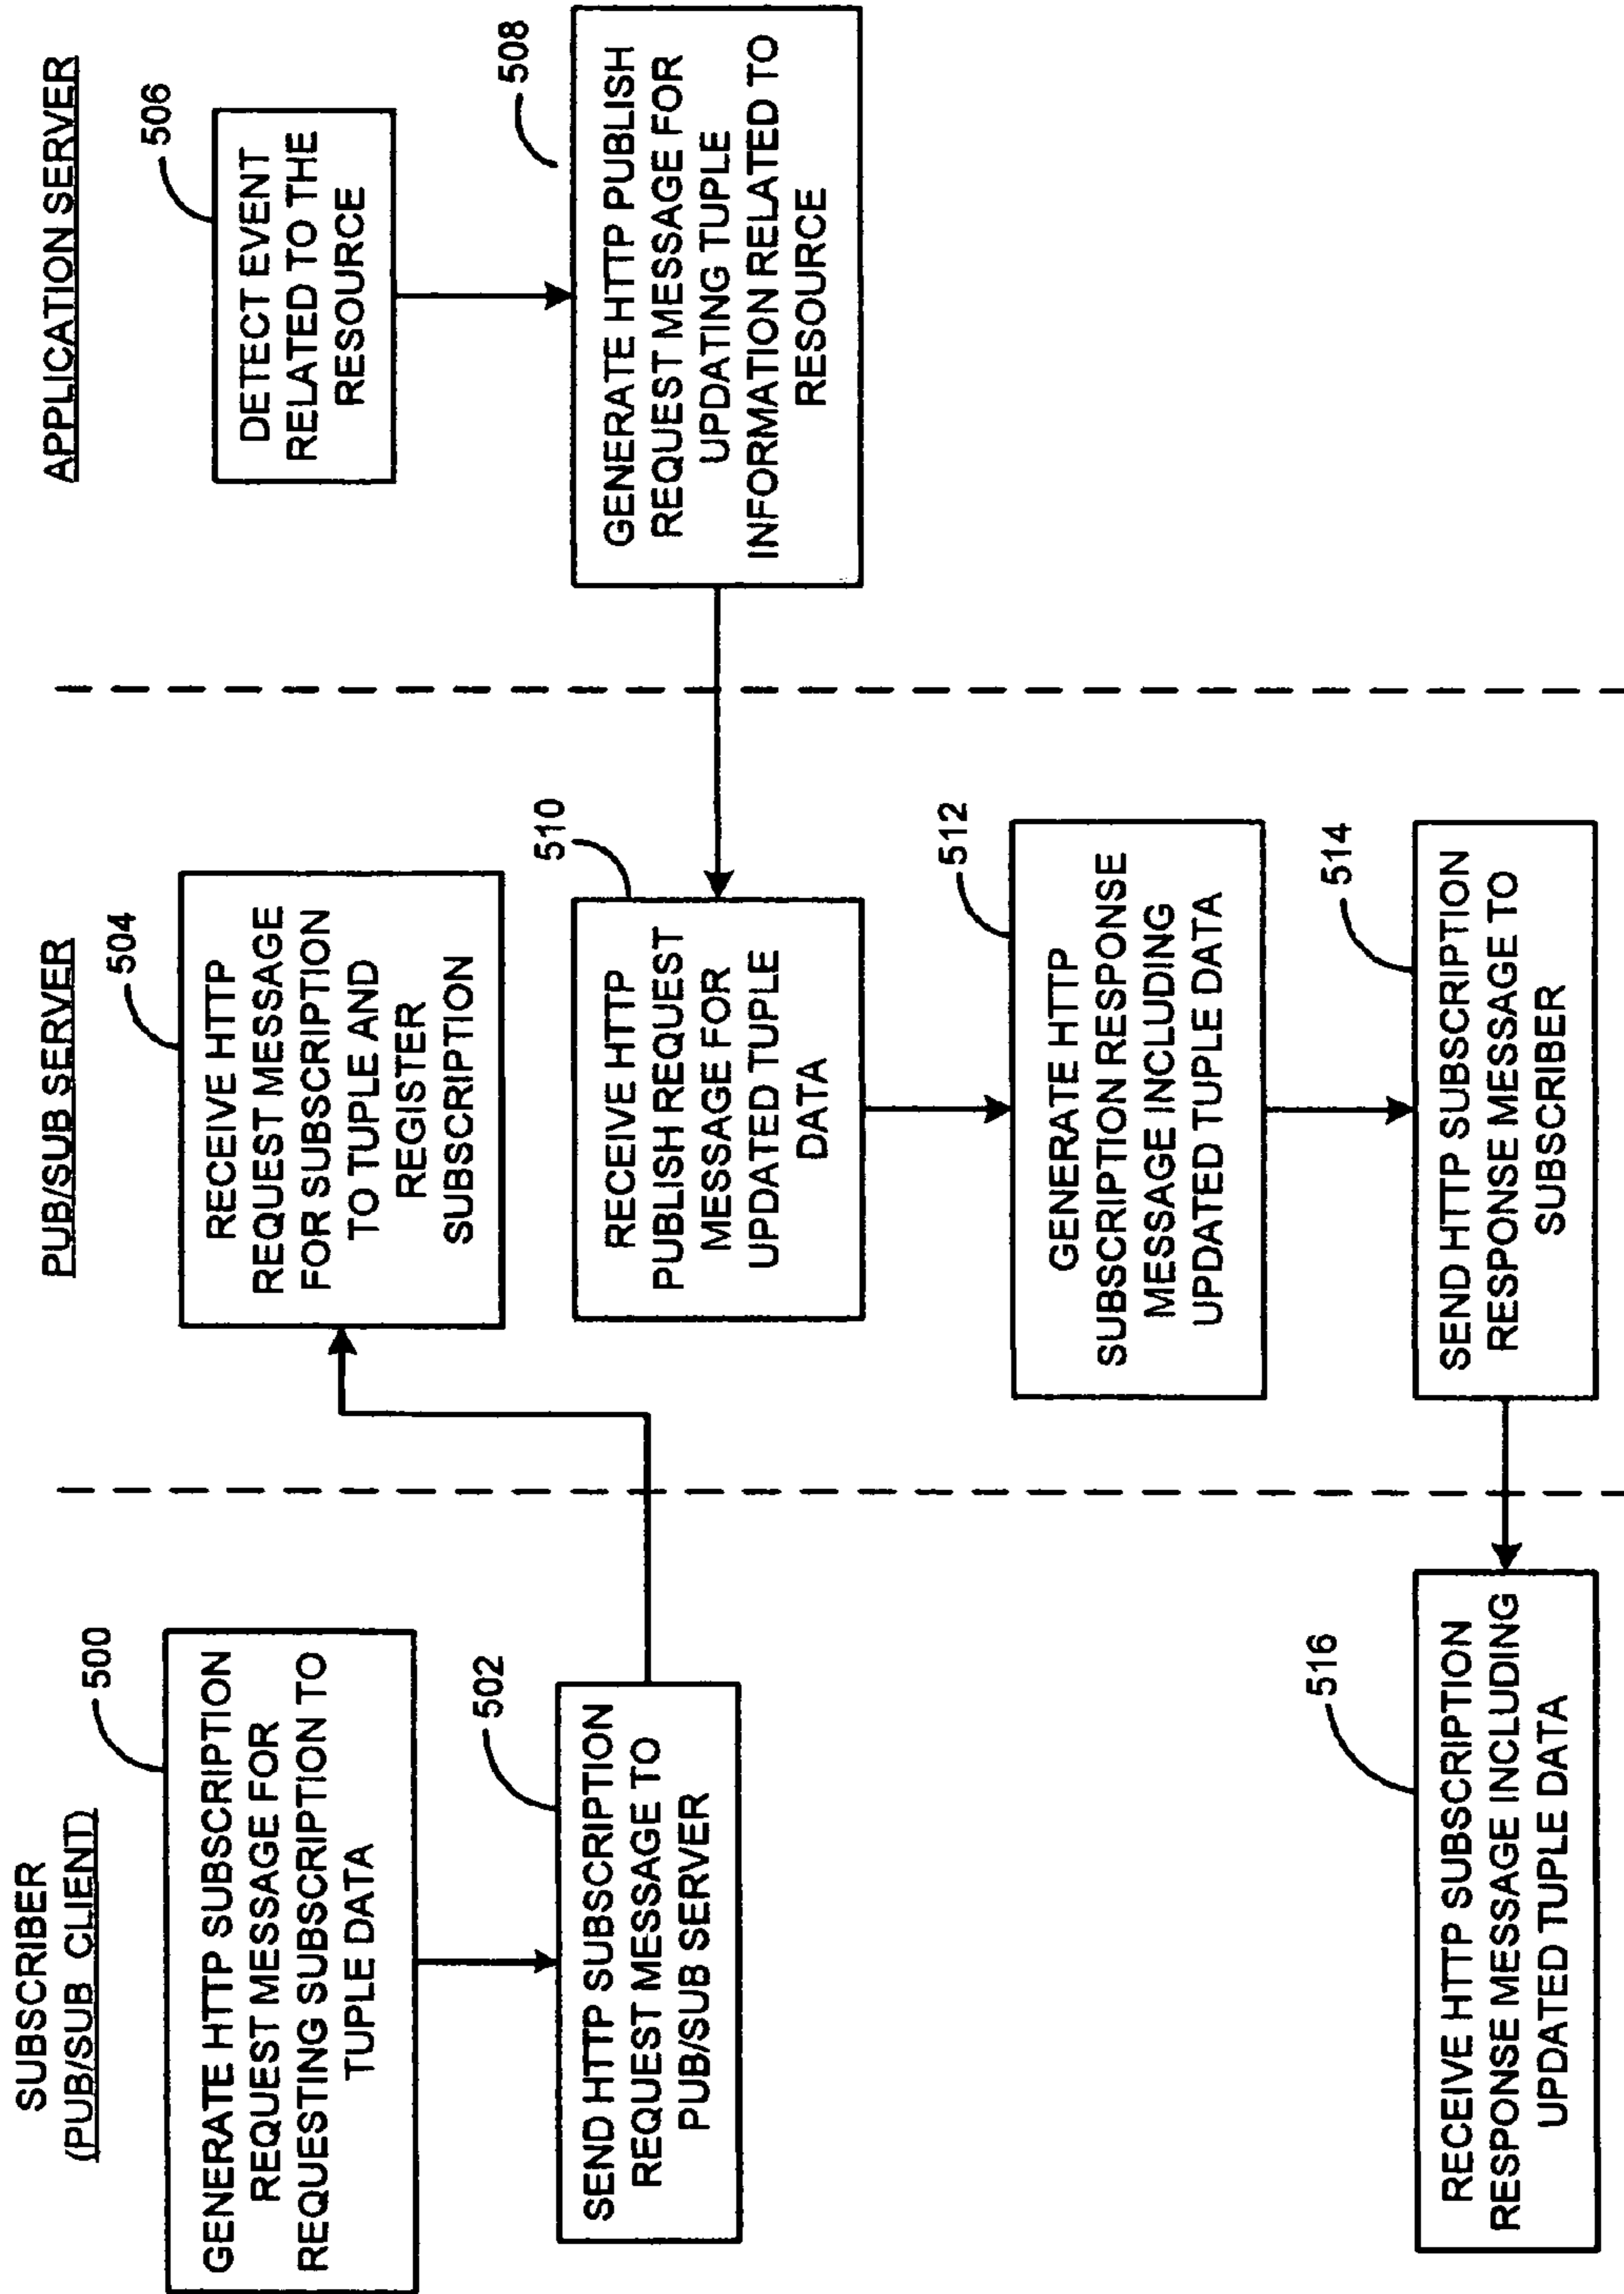 SUBSCRIBER
(PUB/SUB CLIENT)
500
GENERATE HTTP SUBSCRIPTION
REQUEST MESSAGE FOR
REQUESTING SUBSCRIPTION TO
TUPLE DATA
502
SEND HTTP SUBSCRIPTION
REQUEST MESSAGE TO
PUB/SUB SERVER
516
RECEIVE HTTP SUBSCRIPTION
RESPONSE MESSAGE INCLUDING
UPDATED TUPLE DATA
PUB/SUB SERVER
504
RECEIVE HTTP
REQUEST MESSAGE
FOR SUBSCRIPTION
TO TUPLE AND
REGISTER
SUBSCRIPTION
510
RECEIVE HTTP
PUBLISH REQUEST
MESSAGE FOR
UPDATED TUPLE
DATA
512
GENERATE HTTP
SUBSCRIPTION RESPONSE
MESSAGE INCLUDING
UPDATED TUPLE DATA
514
SEND HTTP SUBSCRIPTION
RESPONSE MESSAGE TO
SUBSCRIBER
APPLICATION SERVER
506
DETECT EVENT
RELATED TO THE
RESOURCE
508
GENERATE HTTP PUBLISH
REQUEST MESSAGE FOR
UPDATING TUPLE
INFORMATION RELATED TO
RESOURCE